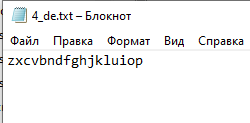 4_de.txt – Блокнот
Файл Правка Формат Вид Справка
zxcvbndfghjkluiop